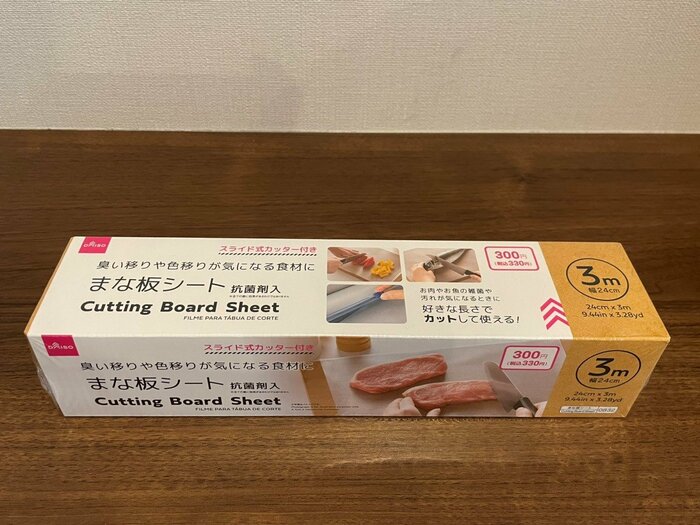 DAISO
スライド式カッター付き
臭い移りや色移りが気になる食材に
まな板シート 抗菌剤入
Cutting Board Sheet
FILME PARA TÁBUA DE CORTE
300円
(税込330円)
お肉やお魚の雑菌や
汚れが気になるときに
好きな長さで
カットして使える!
3m
幅24cm
24cm x 3m
9.44in x 3.28yd
DAISO
スライド式カッター付き
臭い移りや色移りが気になる食材に
まな板シート 抗菌剤入
Cutting Board Sheet
FILME PARA TÁBUA DE CORTE
300円
(税込330円)
3m
幅24cm
24cm x 3m
9.44in x 3.28yd